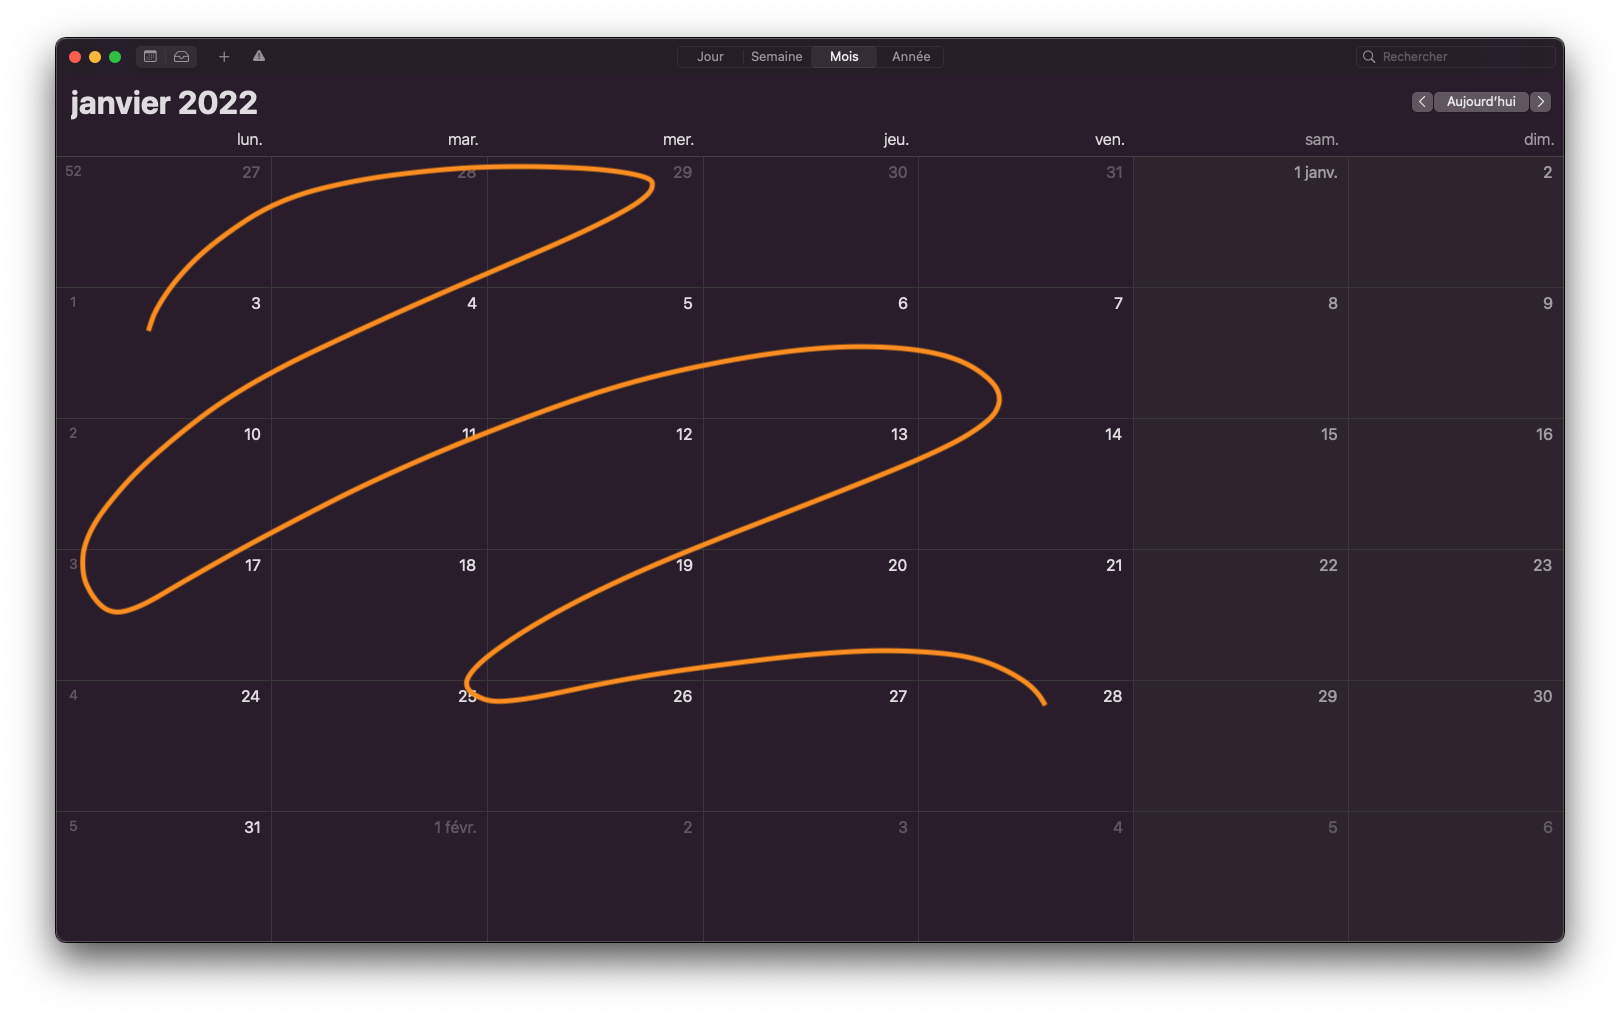 Jour Semaine Mois Année Rechercher
janvier 2022 Aujourd'hui
lun. mar. mer. jeu. ven. sam. dim.
52 27 28 29 30 31 1 janv. 2
1 3 4 5 6 7 8 9
2 10 11 12 13 14 15 16
3 17 18 19 20 21 22 23
4 24 25 26 27 28 29 30
5 31 1 févr. 2 3 4 5 6